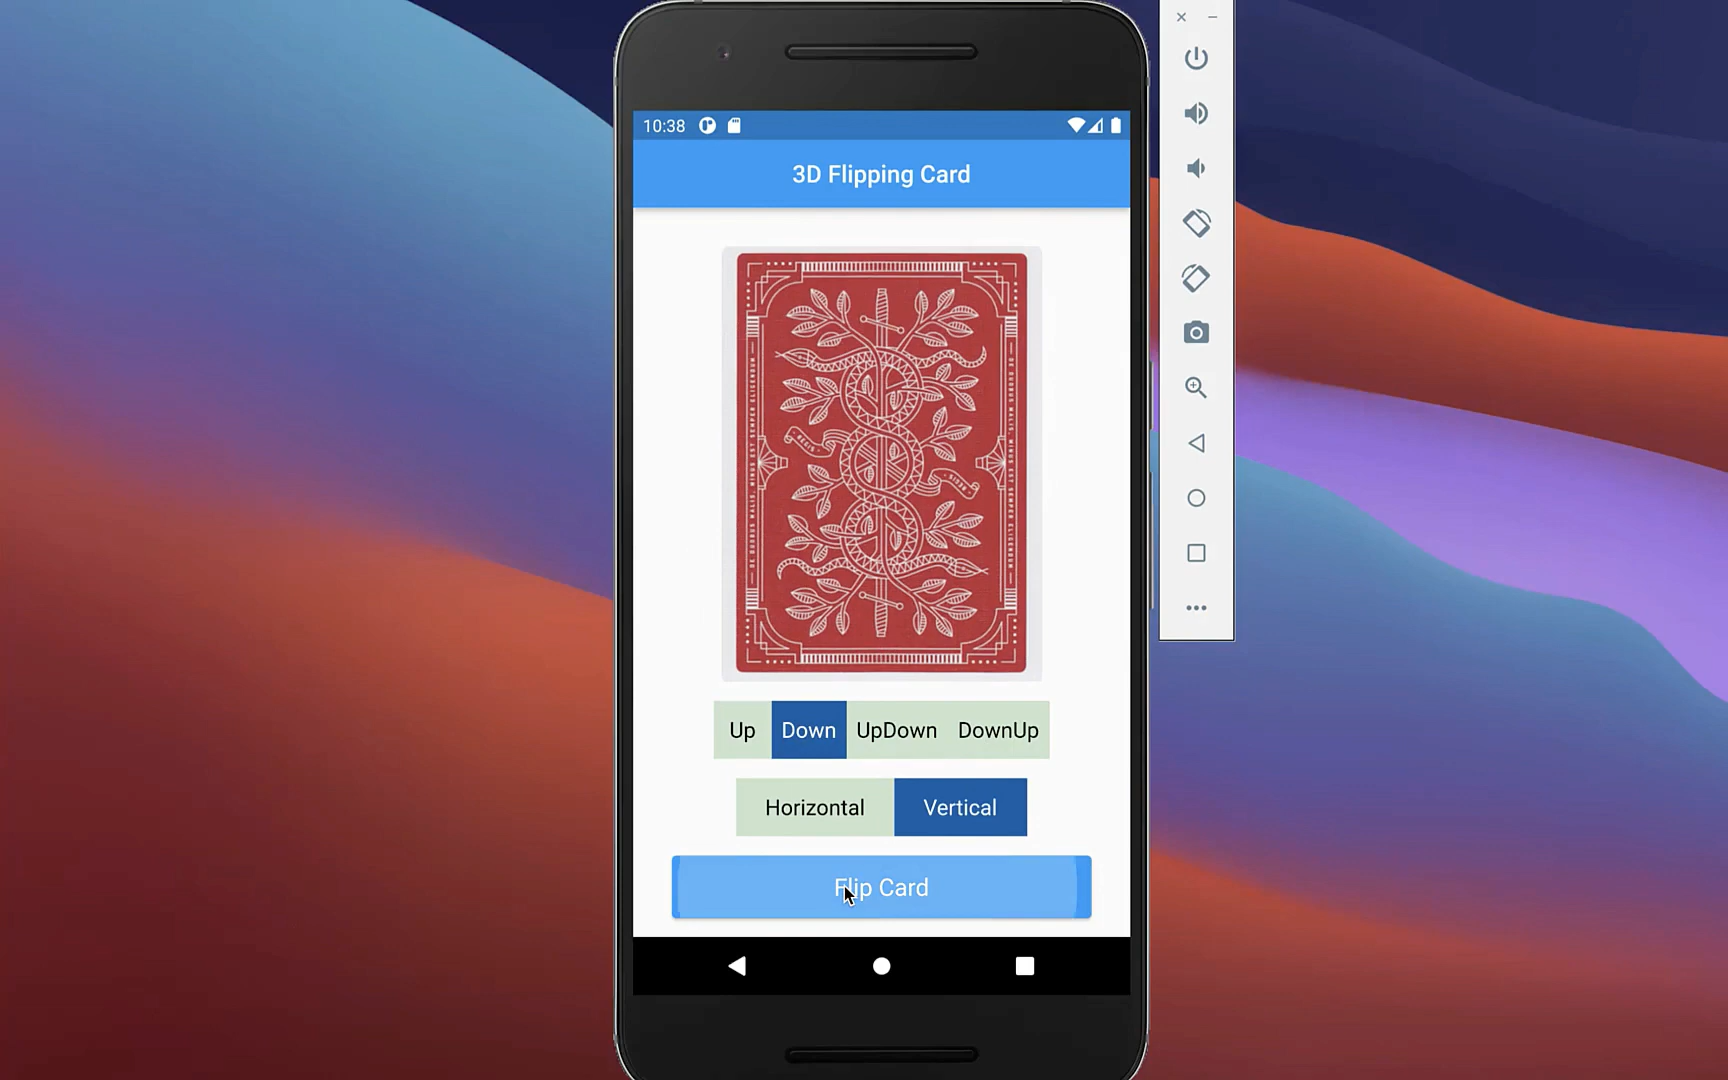 10:38
3D Flipping Card
Up Down UpDown DownUp
Horizontal Vertical
Flip Card